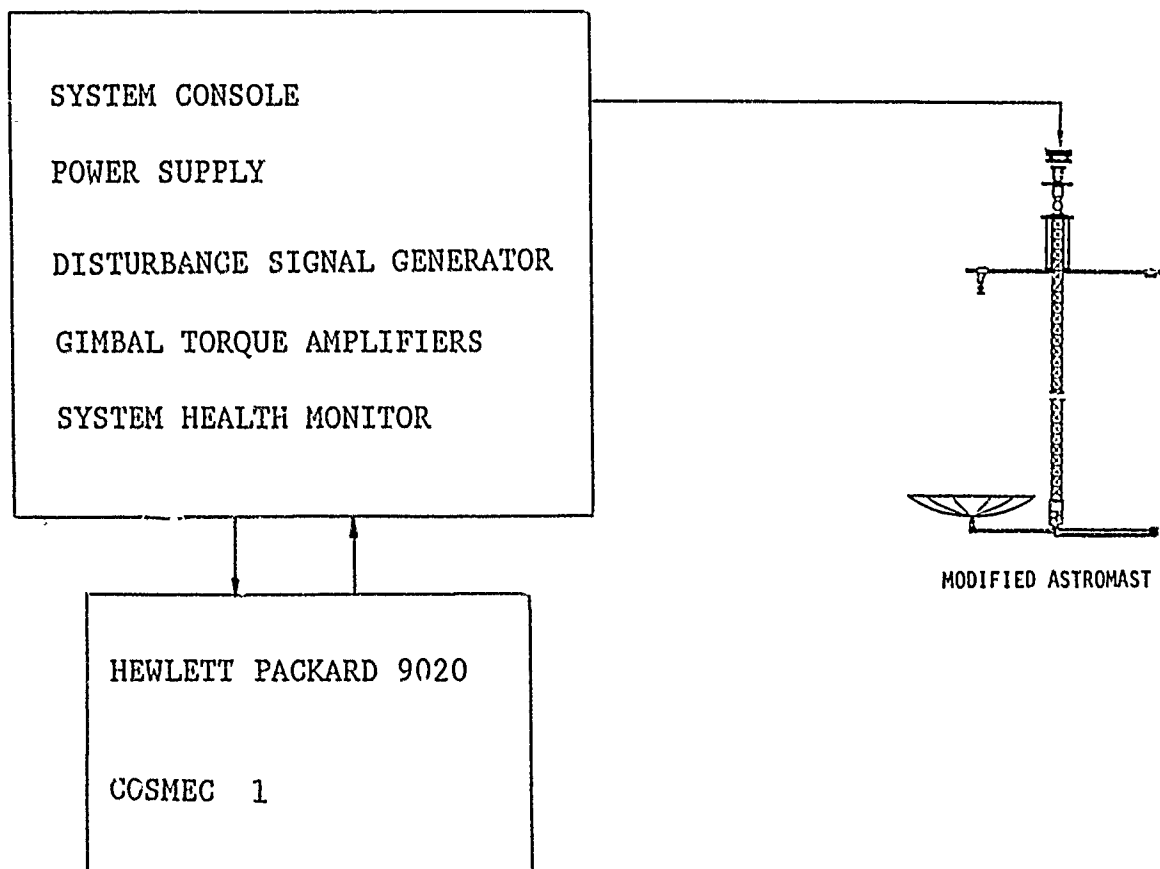 SYSTEM CONSOLE
POWER SUPPLY
DISTURBANCE SIGNAL GENERATOR
GIMBAL TORQUE AMPLIFIERS
SYSTEM HEALTH MONITOR
MODIFIED ASTROMAST
HEWLETT PACKARD 9020
COSMEC 1